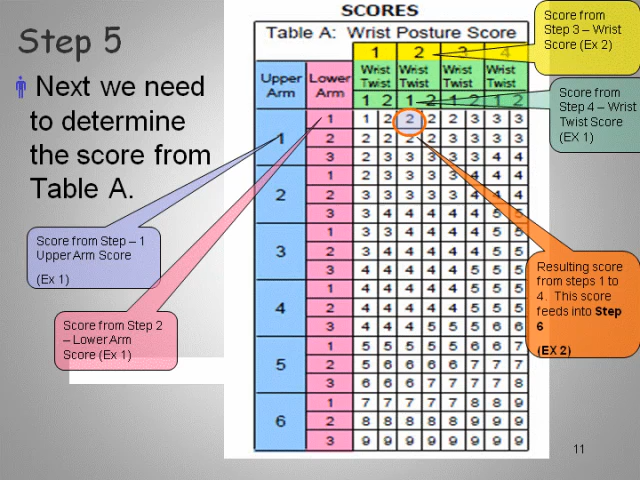 Step 5
Next we need
to determine
the score from
Table A.
SCORES
Table A: Wrist Posture Score
1 2 3 4
Upper Arm Lower Arm Wrist Twist Wrist Twist Wrist Twist Wrist Twist
1 2 1 2 1 2 1 2
1 1 1 2 2 2 2 3 3 3
2 2 2 2 2 3 3 3 3
3 2 3 3 3 3 3 4 4
2 1 2 3 3 3 3 4 4 4
2 3 3 3 3 3 4 4 4
3 3 4 4 4 4 4 5 5
3 1 3 3 4 4 4 4 5 5
2 3 4 4 4 4 4 5 5
3 4 4 4 4 4 5 5 5
4 1 4 4 4 4 4 5 5 5
2 4 4 4 4 4 5 5 5
3 4 4 4 5 5 5 6 6
5 1 5 5 5 5 5 6 6 7
2 5 6 6 6 6 7 7 7
3 6 6 6 7 7 7 7 8
6 1 7 7 7 7 7 8 8 9
2 8 8 8 8 8 9 9 9
3 9 9 9 9 9 9 9 9
Score from
Step 3 – Wrist
Score (Ex 2)
Score from
Step 4 – Wrist
Twist Score
(EX 1)
Score from Step – 1
Upper Arm Score
(Ex 1)
Score from Step 2
– Lower Arm
Score (Ex 1)
Resulting score
from steps 1 to
4. This score
feeds into Step
6
(EX 2)
11